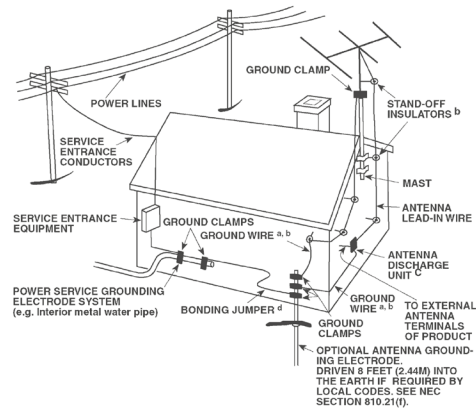 GROUND CLAMP
POWER LINES
STAND-OFF
INSULATORS b
SERVICE
ENTRANCE
CONDUCTORS
MAST
ANTENNA
LEAD-IN WIRE
SERVICE ENTRANCE
EQUIPMENT
GROUND CLAMPS
GROUND WIRE a, b
ANTENNA
DISCHARGE
UNIT C
POWER SERVICE GROUNDING
ELECTRODE SYSTEM
(e.g. Interior metal water pipe)
BONDING JUMPER d
GROUND
WIRE a, b
TO EXTERNAL
ANTENNA
TERMINALS
OF PRODUCT
GROUND
CLAMPS
OPTIONAL ANTENNA GROUND-
ING ELECTRODE.
DRIVEN 8 FEET (2.44M) INTO
THE EARTH IF REQUIRED BY
LOCAL CODES. SEE NEC
SECTION 810.21(f).